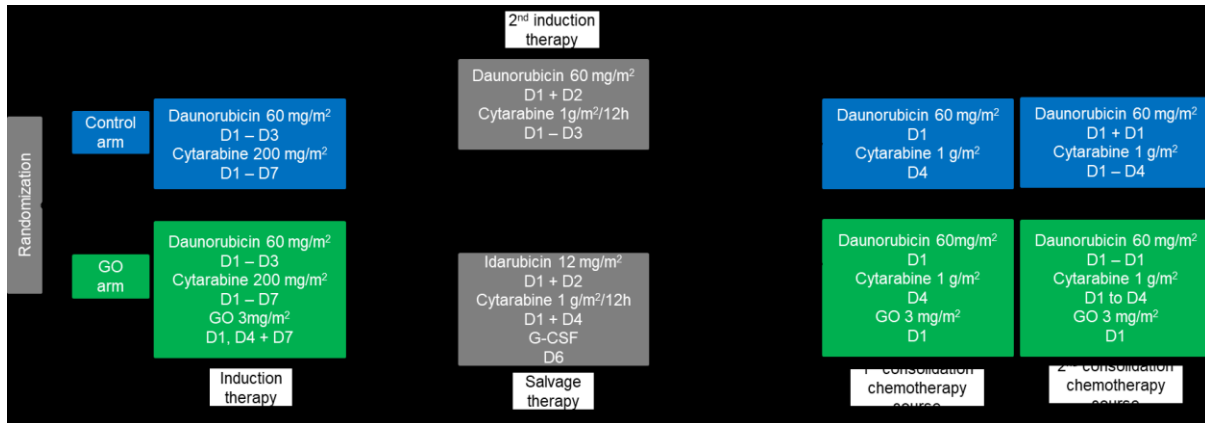 2nd induction
therapy
Daunorubicin 60 mg/m2
D1 + D2
Cytarabine 1g/m2/12h
D1 – D3
Randomization
Control
arm
Daunorubicin 60 mg/m2
D1 – D3
Cytarabine 200 mg/m2
D1 – D7
Daunorubicin 60 mg/m2
D1
Cytarabine 1 g/m2
D4
Daunorubicin 60 mg/m2
D1 + D1
Cytarabine 1 g/m2
D1 – D4
GO
arm
Daunorubicin 60 mg/m2
D1 – D3
Cytarabine 200 mg/m2
D1 – D7
GO 3mg/m2
D1, D4 + D7
Idarubicin 12 mg/m2
D1 + D2
Cytarabine 1 g/m2/12h
D1 + D4
G-CSF
D6
Daunorubicin 60mg/m2
D1
Cytarabine 1 g/m2
D4
GO 3 mg/m2
D1
Daunorubicin 60 mg/m2
D1 – D1
Cytarabine 1 g/m2
D1 to D4
GO 3 mg/m2
D1
Induction
therapy
Salvage
therapy
consolidation
chemotherapy
course
consolidation
chemotherapy
course